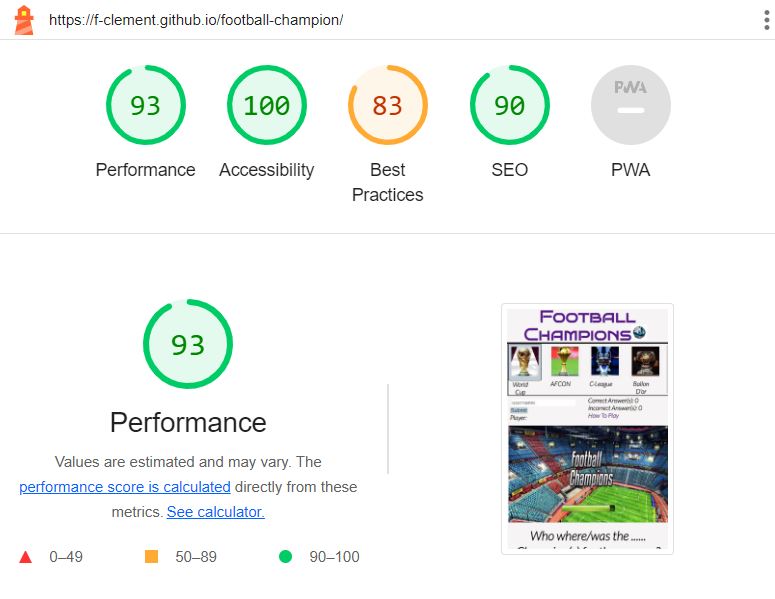 https://f-clement.github.io/football-champion/
93
100
83
90
PWA
Performance
Accessibility
Best
Practices
SEO
PWA
93
Performance
Values are estimated and may vary. The
performance score is calculated directly from these
metrics. See calculator.
0–49
50–89
90–100
FOOTBALL
CHAMPIONS
World
Cup
AFCON
C-League
Ballon
D'or
Submit
Player:
Correct Answer(s): 0
Incorrect Answer(s): 0
How To Play
Football
Champions
Who where/was the ......